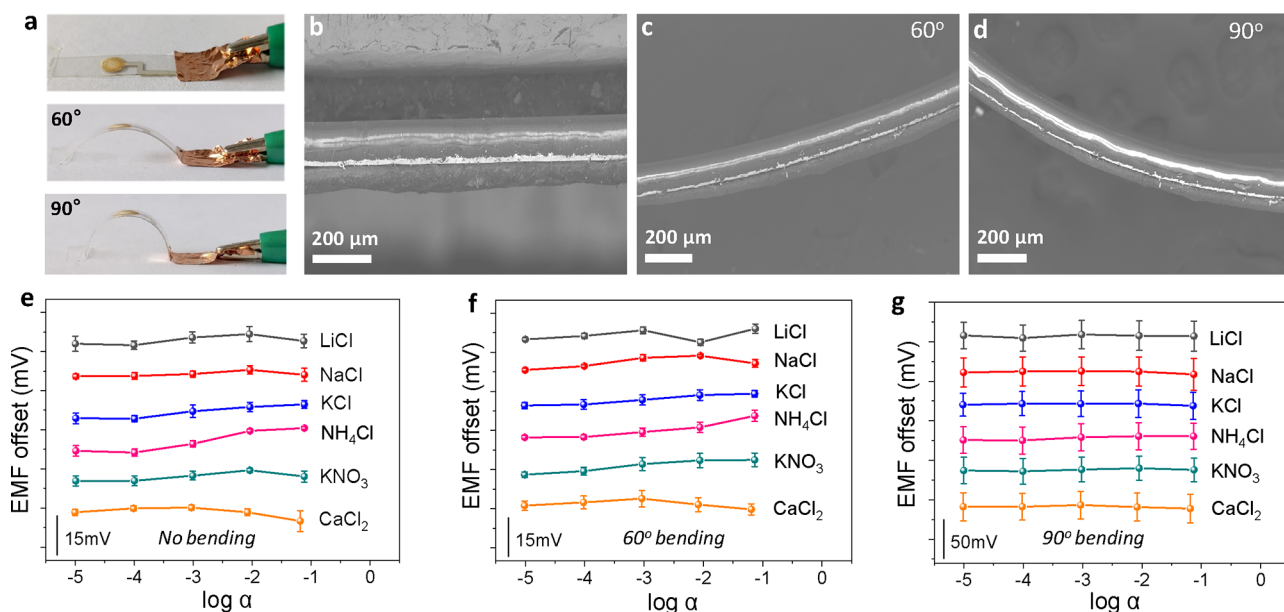 a
60°
90°
b
200 µm
c
60°
200 µm
d
90°
200 µm
e
EMF offset (mV)
LiCl
NaCl
KCl
NH₄Cl
KNO₃
CaCl₂
15mV
No bending
-5 -4 -3 -2 -1 0
log α
f
EMF offset (mV)
LiCl
NaCl
KCl
NH₄Cl
KNO₃
CaCl₂
15mV
60° bending
-5 -4 -3 -2 -1 0
log α
g
EMF offset (mV)
LiCl
NaCl
KCl
NH₄Cl
KNO₃
CaCl₂
50mV
90° bending
-5 -4 -3 -2 -1 0
log α